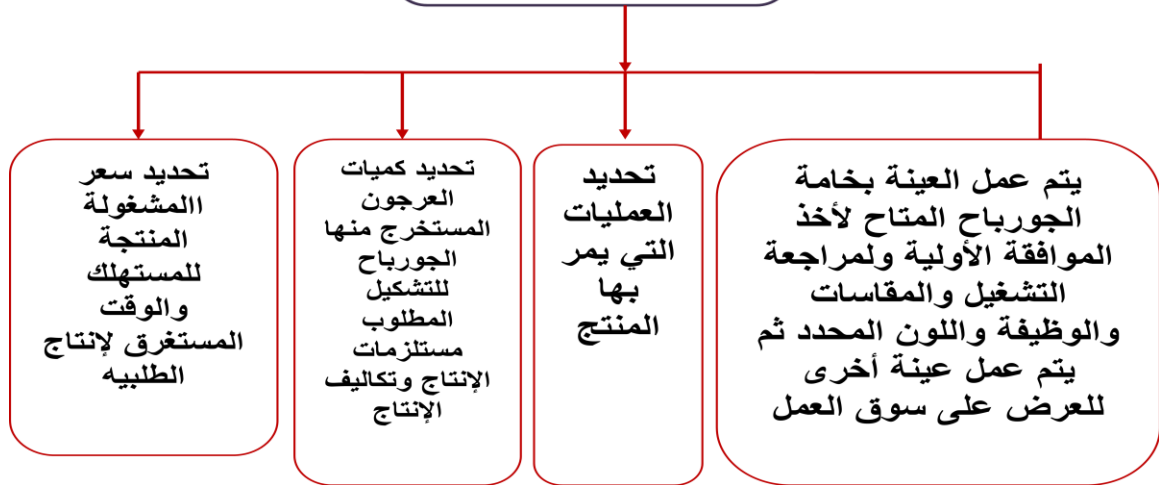 يتم عمل العينة بخامة
الجورباح المتاح لأخذ
الموافقة الأولية ولمراجعة
التشغيل والمقاسات
والوظيفة واللون المحدد ثم
يتم عمل عينة أخرى
للعرض على سوق العمل
تحديد
العمليات
التي يمر
بها
المنتج
تحديد كميات
العرجون
المستخرج منها
الجورباح
للتشكيل
المطلوب
مستلزمات
الإنتاج وتكاليف
الإنتاج
تحديد سعر
االمشغولة
المنتجة
للمستهلك
والوقت
المستغرق لإنتاج
الطلبيه